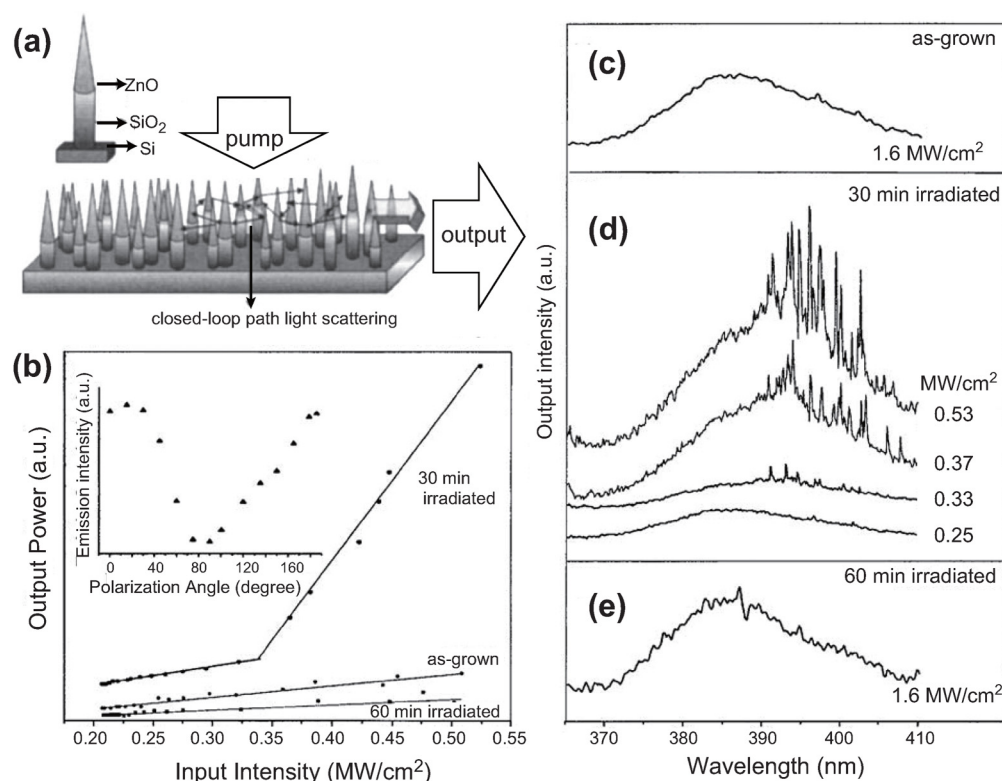 (a)
ZnO
SiO2
Si
pump
output
closed-loop path light scattering
(b)
Output Power (a.u.)
Emission intensity (a.u.)
0 40 80 120 160
Polarization Angle (degree)
30 min
irradiated
as-grown
60 min irradiated
0.20 0.25 0.30 0.35 0.40 0.45 0.50 0.55
Input Intensity (MW/cm²)
Output intensity (a.u.)
(c)
as-grown
1.6 MW/cm²
30 min irradiated
(d)
MW/cm²
0.53
0.37
0.33
0.25
60 min irradiated
(e)
1.6 MW/cm²
370 380 390 400 410
Wavelength (nm)